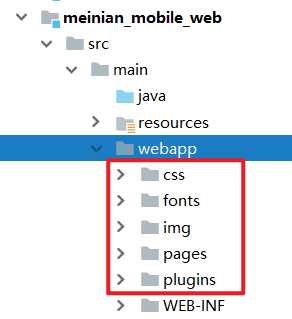 meinian_mobile_web
src
main
java
resources
webapp
css
fonts
img
pages
plugins
WEB-INF